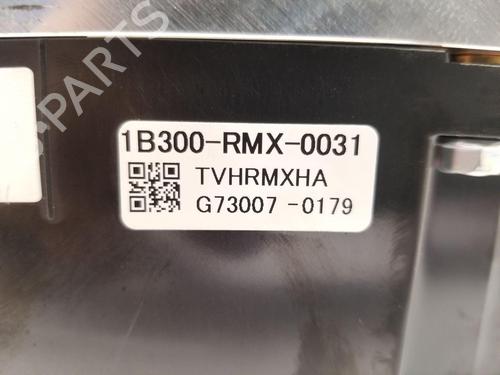 1B300-RMX-0031
TVHRMXHA
G73007 -0179
B-PARTS